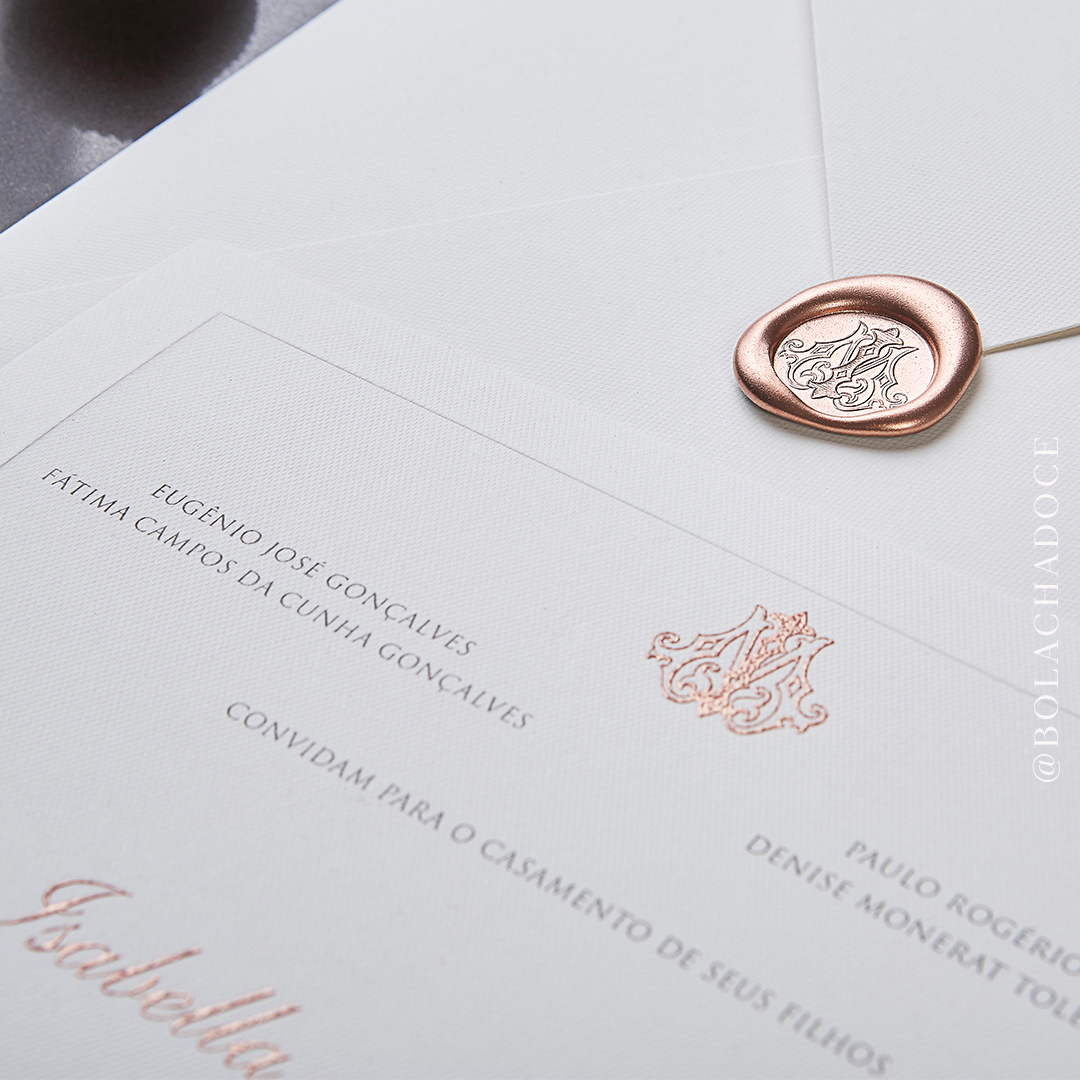 EUGÊNIO JOSÉ GONÇALVES
FÁTIMA CAMPOS DA CUNHA GONÇALVES
PAULO ROGÉRIO
DENISE MONERAT
CONVIDAM PARA O CASAMENTO DE SEUS FILHOS
Isabella
@BOLACHADOCE